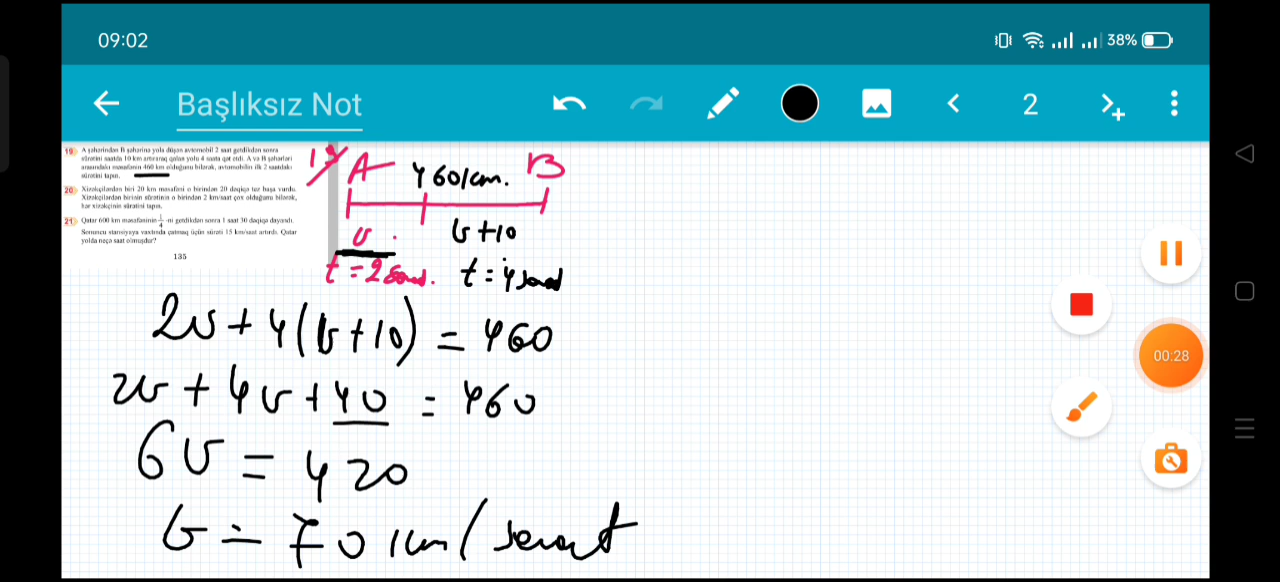 09:02
38%
Başlıksız Not
2
19 A şəhərindən B şəhərinə yola düşən avtomobil 2 saat getdikdən sonra
sürətini saatda 10 km artıraraq qalan yolu 4 saata qət etdi. A və B şəhərləri
arasındakı məsafənin 460 km olduğunu bilərək, avtomobilin ilk 2 saatdakı
sürətini tapın.
20 Xizəkçilərdən biri 20 km məsafəni o birindən 20 dəqiqə tez başa vurdu.
Xizəkçilərdən birinin sürətinin o birindən 2 km/saat çox olduğunu bilərək,
hər xizəkçinin sürətini tapın.
21 Qatar 600 km məsafəsinin 1/4 -ni getdikdən sonra 1 saat 30 dəqiqə dayandı.
Sonuncu stansiyaya vaxtında çatmaq üçün sürəti 15 km/saat artırdı. Qatar
yolda neçə saat olmuşdur?
135
19/ A 460km. B
v v+10
t=2 saat. t=4 saat
2v+4(v+10)=460
2v+4v+40=460
6v=420
v=70 km/saat
00:28